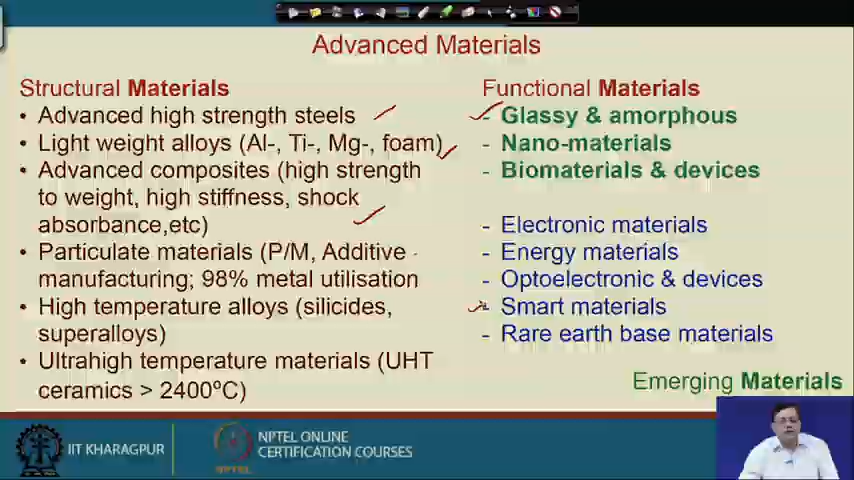 Advanced Materials
Structural Materials
• Advanced high strength steels
• Light weight alloys (Al-, Ti-, Mg-, foam)
• Advanced composites (high strength
to weight, high stiffness, shock
absorbance,etc)
• Particulate materials (P/M, Additive
manufacturing; 98% metal utilisation
• High temperature alloys (silicides,
superalloys)
• Ultrahigh temperature materials (UHT
ceramics > 2400ºC)
Functional Materials
- Glassy & amorphous
- Nano-materials
- Biomaterials & devices
- Electronic materials
- Energy materials
- Optoelectronic & devices
- Smart materials
- Rare earth base materials
Emerging Materials
IIT KHARAGPUR
NPTEL
NPTEL ONLINE
CERTIFICATION COURSES